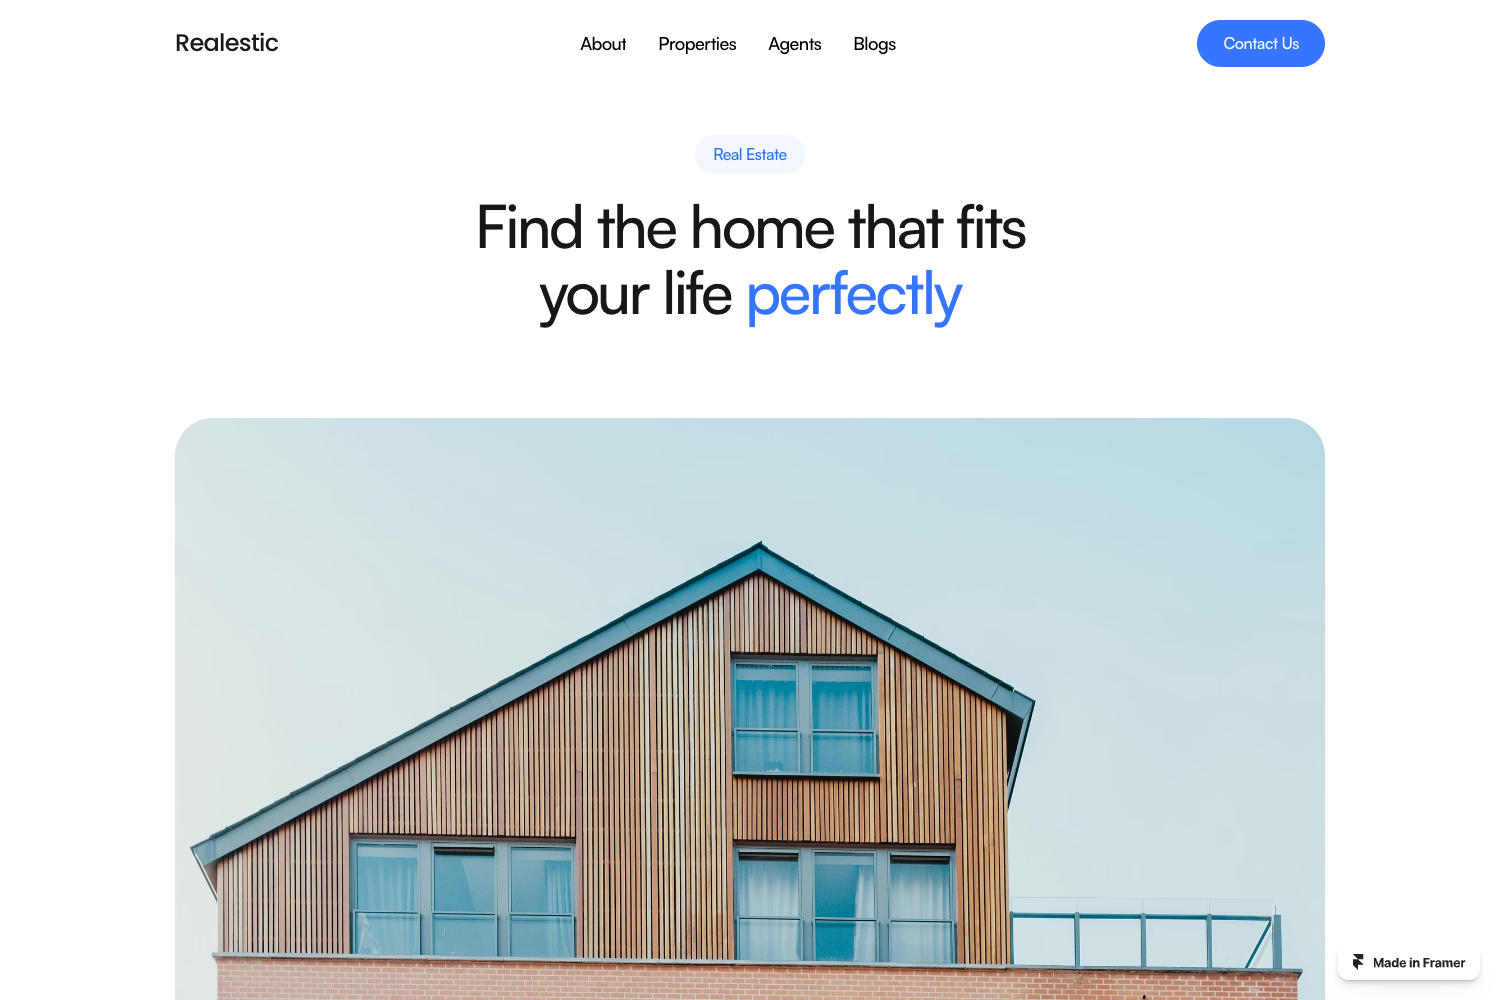 Realestic
About
Properties
Agents
Blogs
Contact Us
Real Estate
Find the home that fits
your life perfectly
Made in Framer